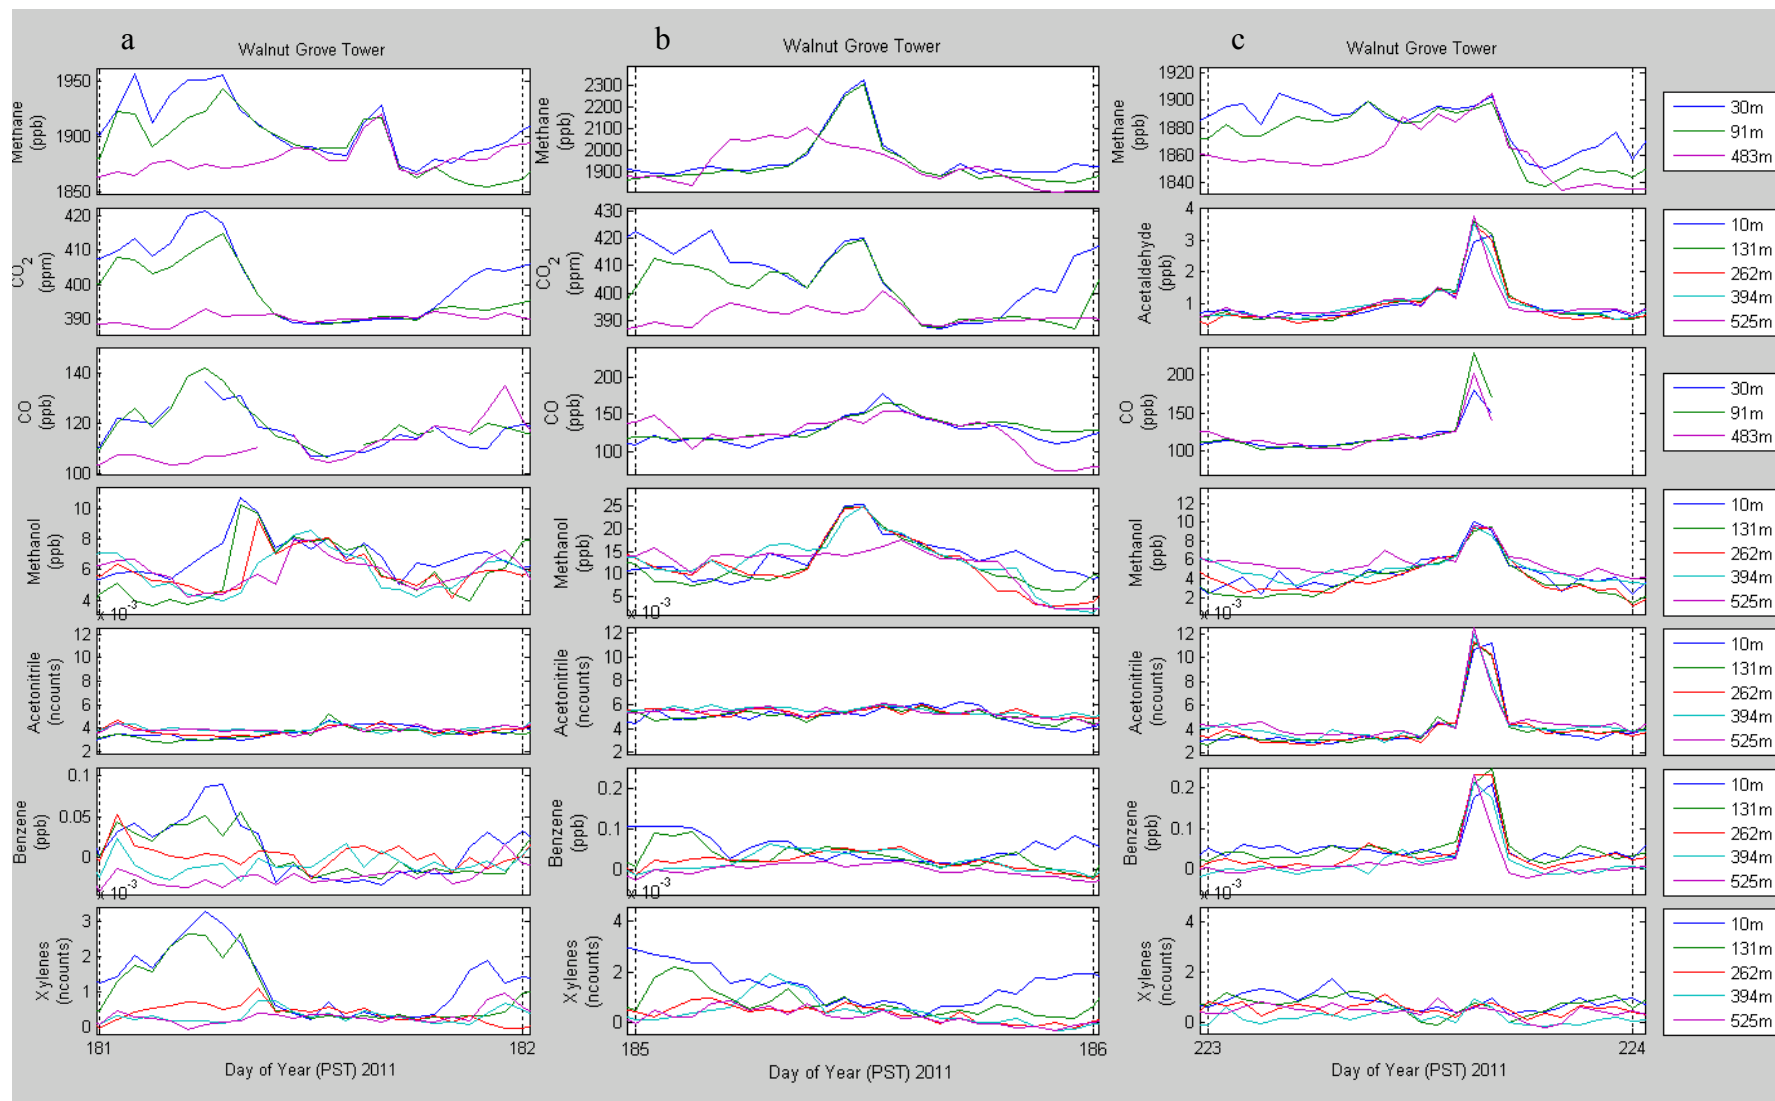 a
Walnut Grove Tower
1950
1900
1850
Methane
(ppb)
420
410
400
390
CO2
(ppm)
140
120
100
CO
(ppb)
10
8
6
4
Methanol
(ppb)
x 10-3
12
10
8
6
4
2
Acetonitrile
(ncounts)
0.1
0.05
0
Benzene
(ppb)
x 10-3
3
2
1
0
Xylenes
(ncounts)
181
182
Day of Year (PST) 2011
b
Walnut Grove Tower
2300
2200
2100
2000
1900
Methane
(ppb)
430
420
410
400
390
CO2
(ppm)
200
150
100
CO
(ppb)
25
20
15
10
5
Methanol
(ppb)
x 10-3
12
10
8
6
4
2
Acetonitrile
(ncounts)
0.2
0.1
0
Benzene
(ppb)
x 10-3
4
2
0
Xylenes
(ncounts)
185
186
Day of Year (PST) 2011
c
Walnut Grove Tower
1920
1900
1880
1860
1840
Methane
(ppb)
4
3
2
1
Acetaldehyde
(ppb)
200
150
100
CO
(ppb)
12
10
8
6
4
2
Methanol
(ppb)
x 10-3
12
10
8
6
4
2
Acetonitrile
(ncounts)
0.2
0.1
0
Benzene
(ppb)
x 10-3
4
2
0
Xylenes
(ncounts)
223
224
Day of Year (PST) 2011
30m
91m
483m
10m
131m
262m
394m
525m
30m
91m
483m
10m
131m
262m
394m
525m
10m
131m
262m
394m
525m
10m
131m
262m
394m
525m
10m
131m
262m
394m
525m